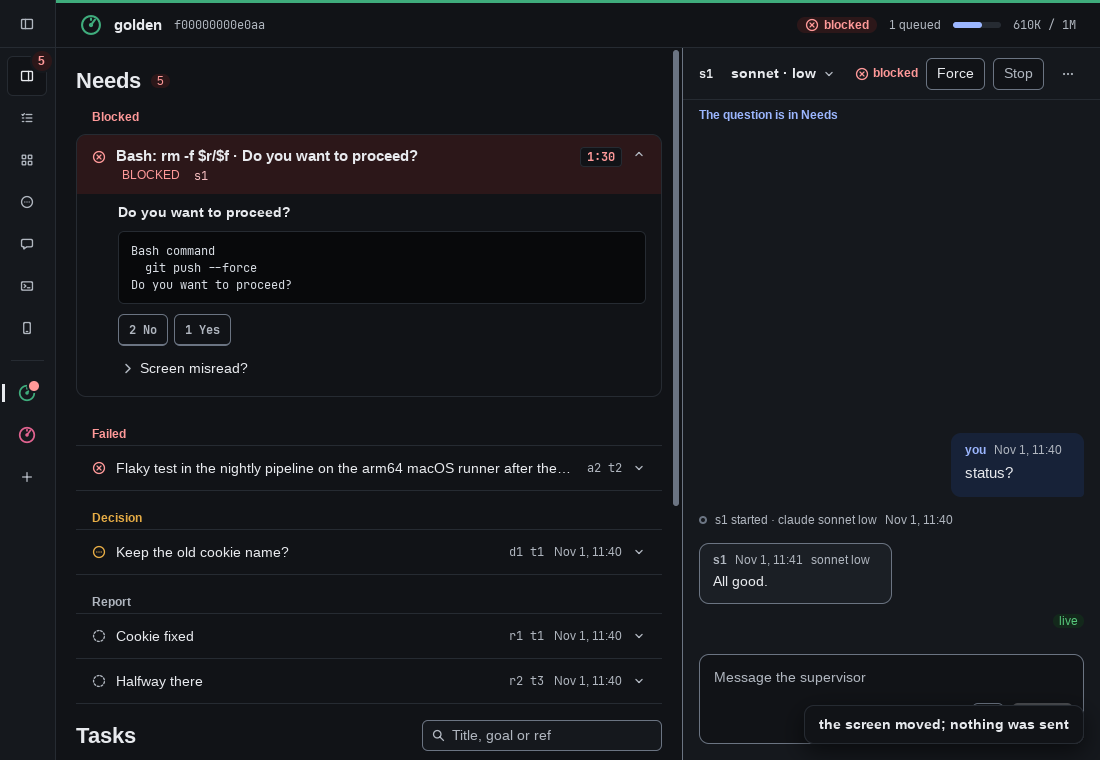 golden f00000000e0aa
blocked 1 queued 610K / 1M
5
Needs 5
Blocked
Bash: rm -f $r/$f · Do you want to proceed? 1:30
BLOCKED s1
Do you want to proceed?
Bash command
git push --force
Do you want to proceed?
2 No 1 Yes
Screen misread?
Failed
Flaky test in the nightly pipeline on the arm64 macOS runner after the… a2 t2
Decision
Keep the old cookie name? d1 t1 Nov 1, 11:40
Report
Cookie fixed r1 t1 Nov 1, 11:40
Halfway there r2 t3 Nov 1, 11:40
Tasks Title, goal or ref
s1 sonnet · low blocked Force Stop
The question is in Needs
you Nov 1, 11:40
status?
s1 started · claude sonnet low Nov 1, 11:40
s1 Nov 1, 11:41 sonnet low
All good.
live
Message the supervisor
the screen moved; nothing was sent